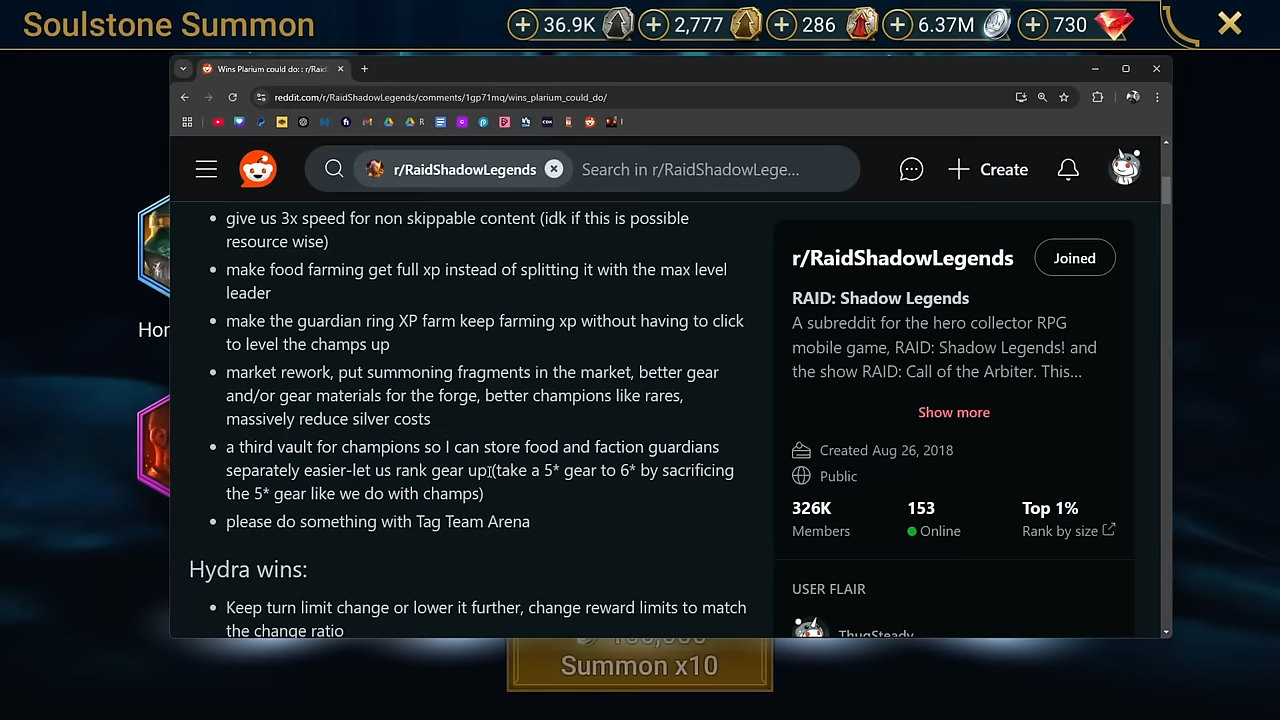 Soulstone Summon
36.9K
2,777
286
6.37M
730
Wins Plarium could do: : r/Raid
reddit.com/r/RaidShadowLegends/comments/1gp71mq/wins_plarium_could_do/
r/RaidShadowLegends
Search in r/RaidShadowLege...
Create
give us 3x speed for non skippable content (idk if this is possible
resource wise)
make food farming get full xp instead of splitting it with the max level
leader
make the guardian ring XP farm keep farming xp without having to click
to level the champs up
market rework, put summoning fragments in the market, better gear
and/or gear materials for the forge, better champions like rares,
massively reduce silver costs
a third vault for champions so I can store food and faction guardians
separately easier-let us rank gear up(take a 5* gear to 6* by sacrificing
the 5* gear like we do with champs)
please do something with Tag Team Arena
Hydra wins:
Keep turn limit change or lower it further, change reward limits to match
the change ratio
r/RaidShadowLegends
Joined
RAID: Shadow Legends
A subreddit for the hero collector RPG
mobile game, RAID: Shadow Legends! and
the show RAID: Call of the Arbiter. This...
Show more
Created Aug 26, 2018
Public
326K
153
Top 1%
Members
Online
Rank by size
USER FLAIR
ThugSteady
Hor
Summon x10